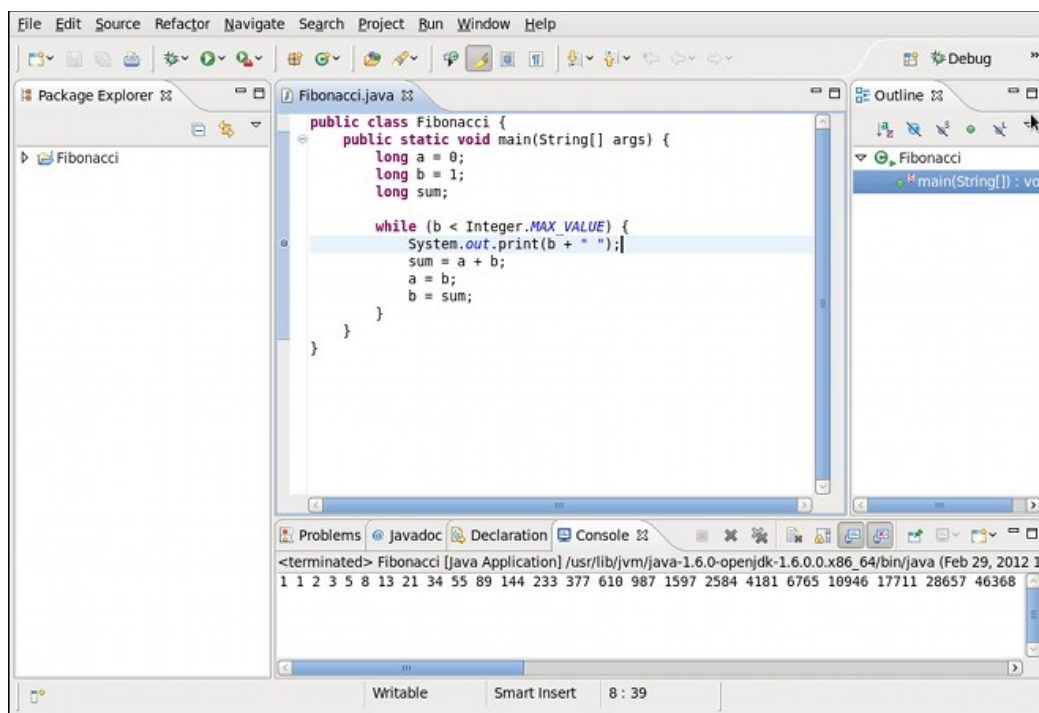 File Edit Source Refactor Navigate Search Project Run Window Help
Debug
Package Explorer
Fibonacci
Fibonacci.java
public class Fibonacci {
public static void main(String[] args) {
long a = 0;
long b = 1;
long sum;
while (b < Integer.MAX_VALUE) {
System.out.print(b + " ");
sum = a + b;
a = b;
b = sum;
}
}
}
Outline
Fibonacci
main(String[]) : vo
Problems @ Javadoc Declaration Console
<terminated> Fibonacci [Java Application] /usr/lib/jvm/java-1.6.0-openjdk-1.6.0.0.x86_64/bin/java (Feb 29, 2012 1
1 1 2 3 5 8 13 21 34 55 89 144 233 377 610 987 1597 2584 4181 6765 10946 17711 28657 46368
Writable Smart Insert 8 : 39